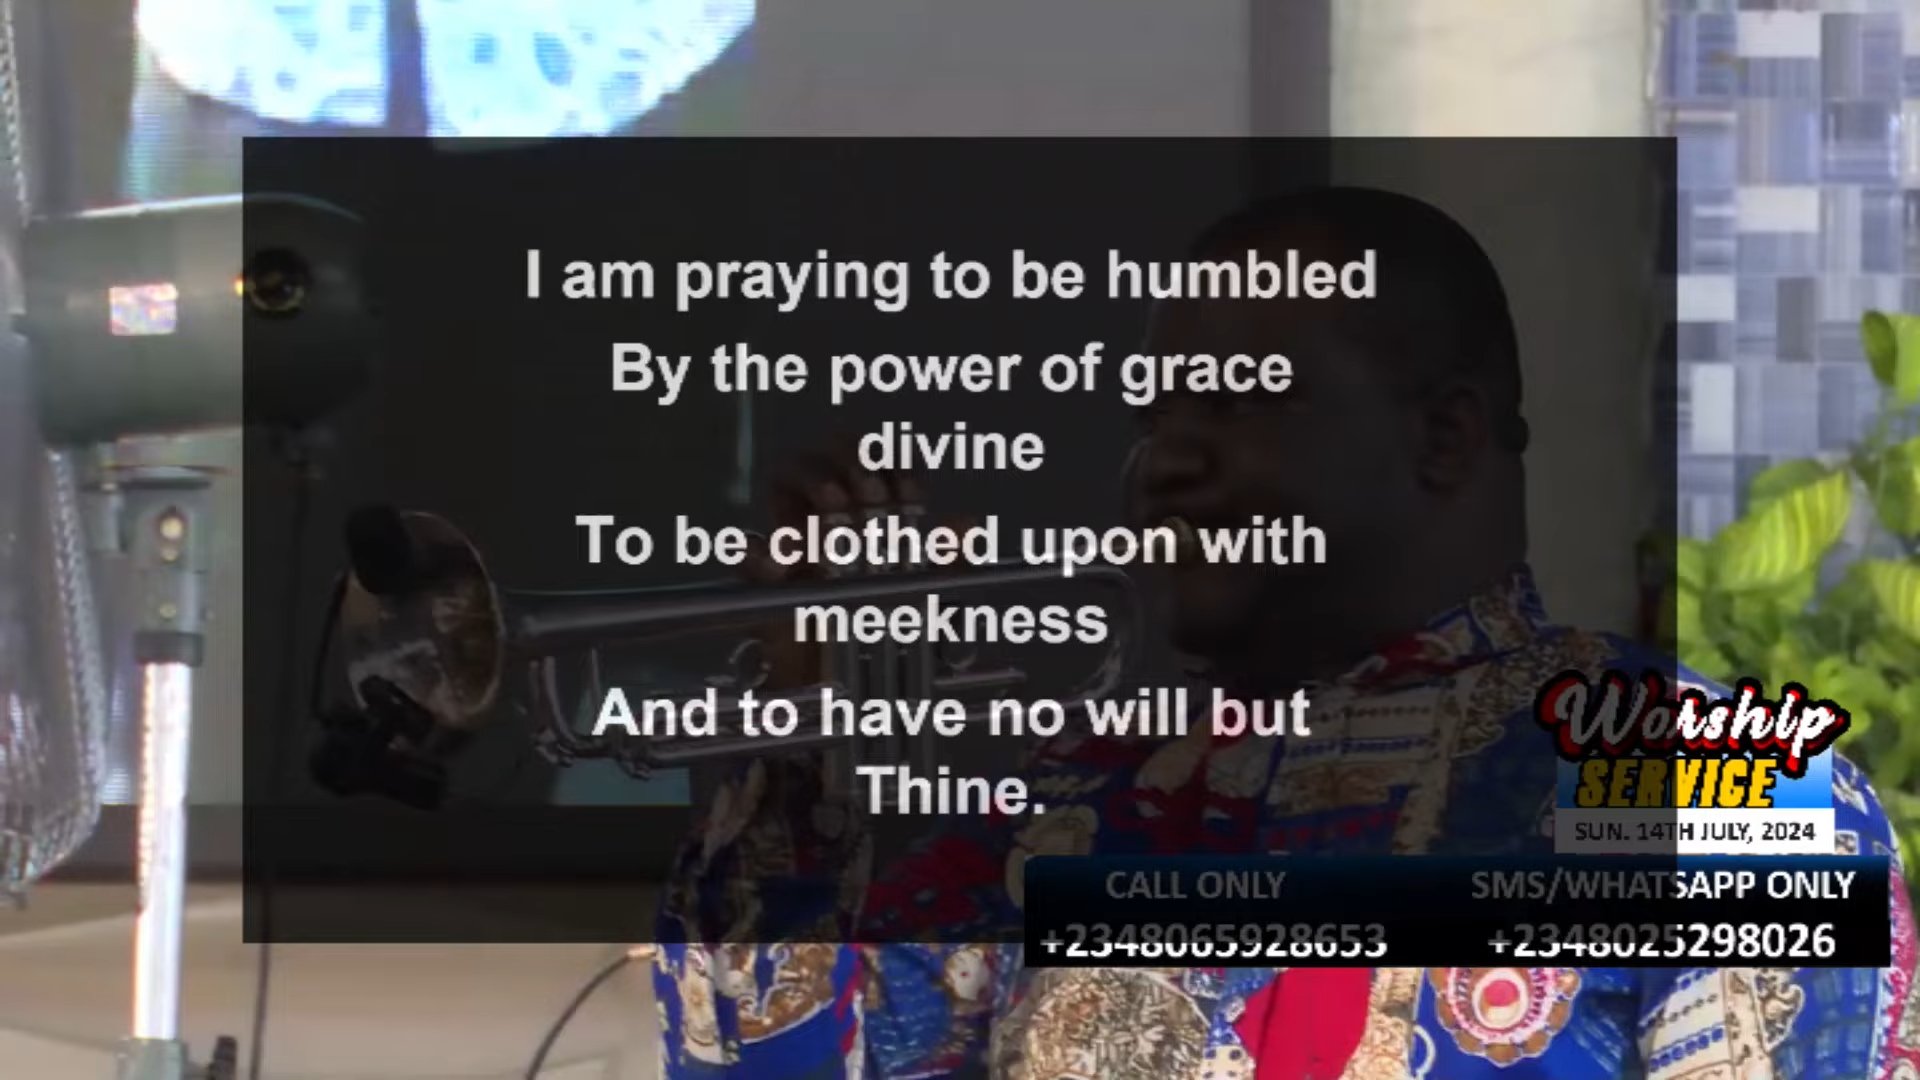 I am praying to be humbled
By the power of grace
divine
To be clothed upon with
meekness
And to have no will but
Thine.
Worship
SERVICE
SUN. 14TH JULY, 2024
CALL ONLY
SMS/WHATSAPP ONLY
+2348065928653
+2348025298026